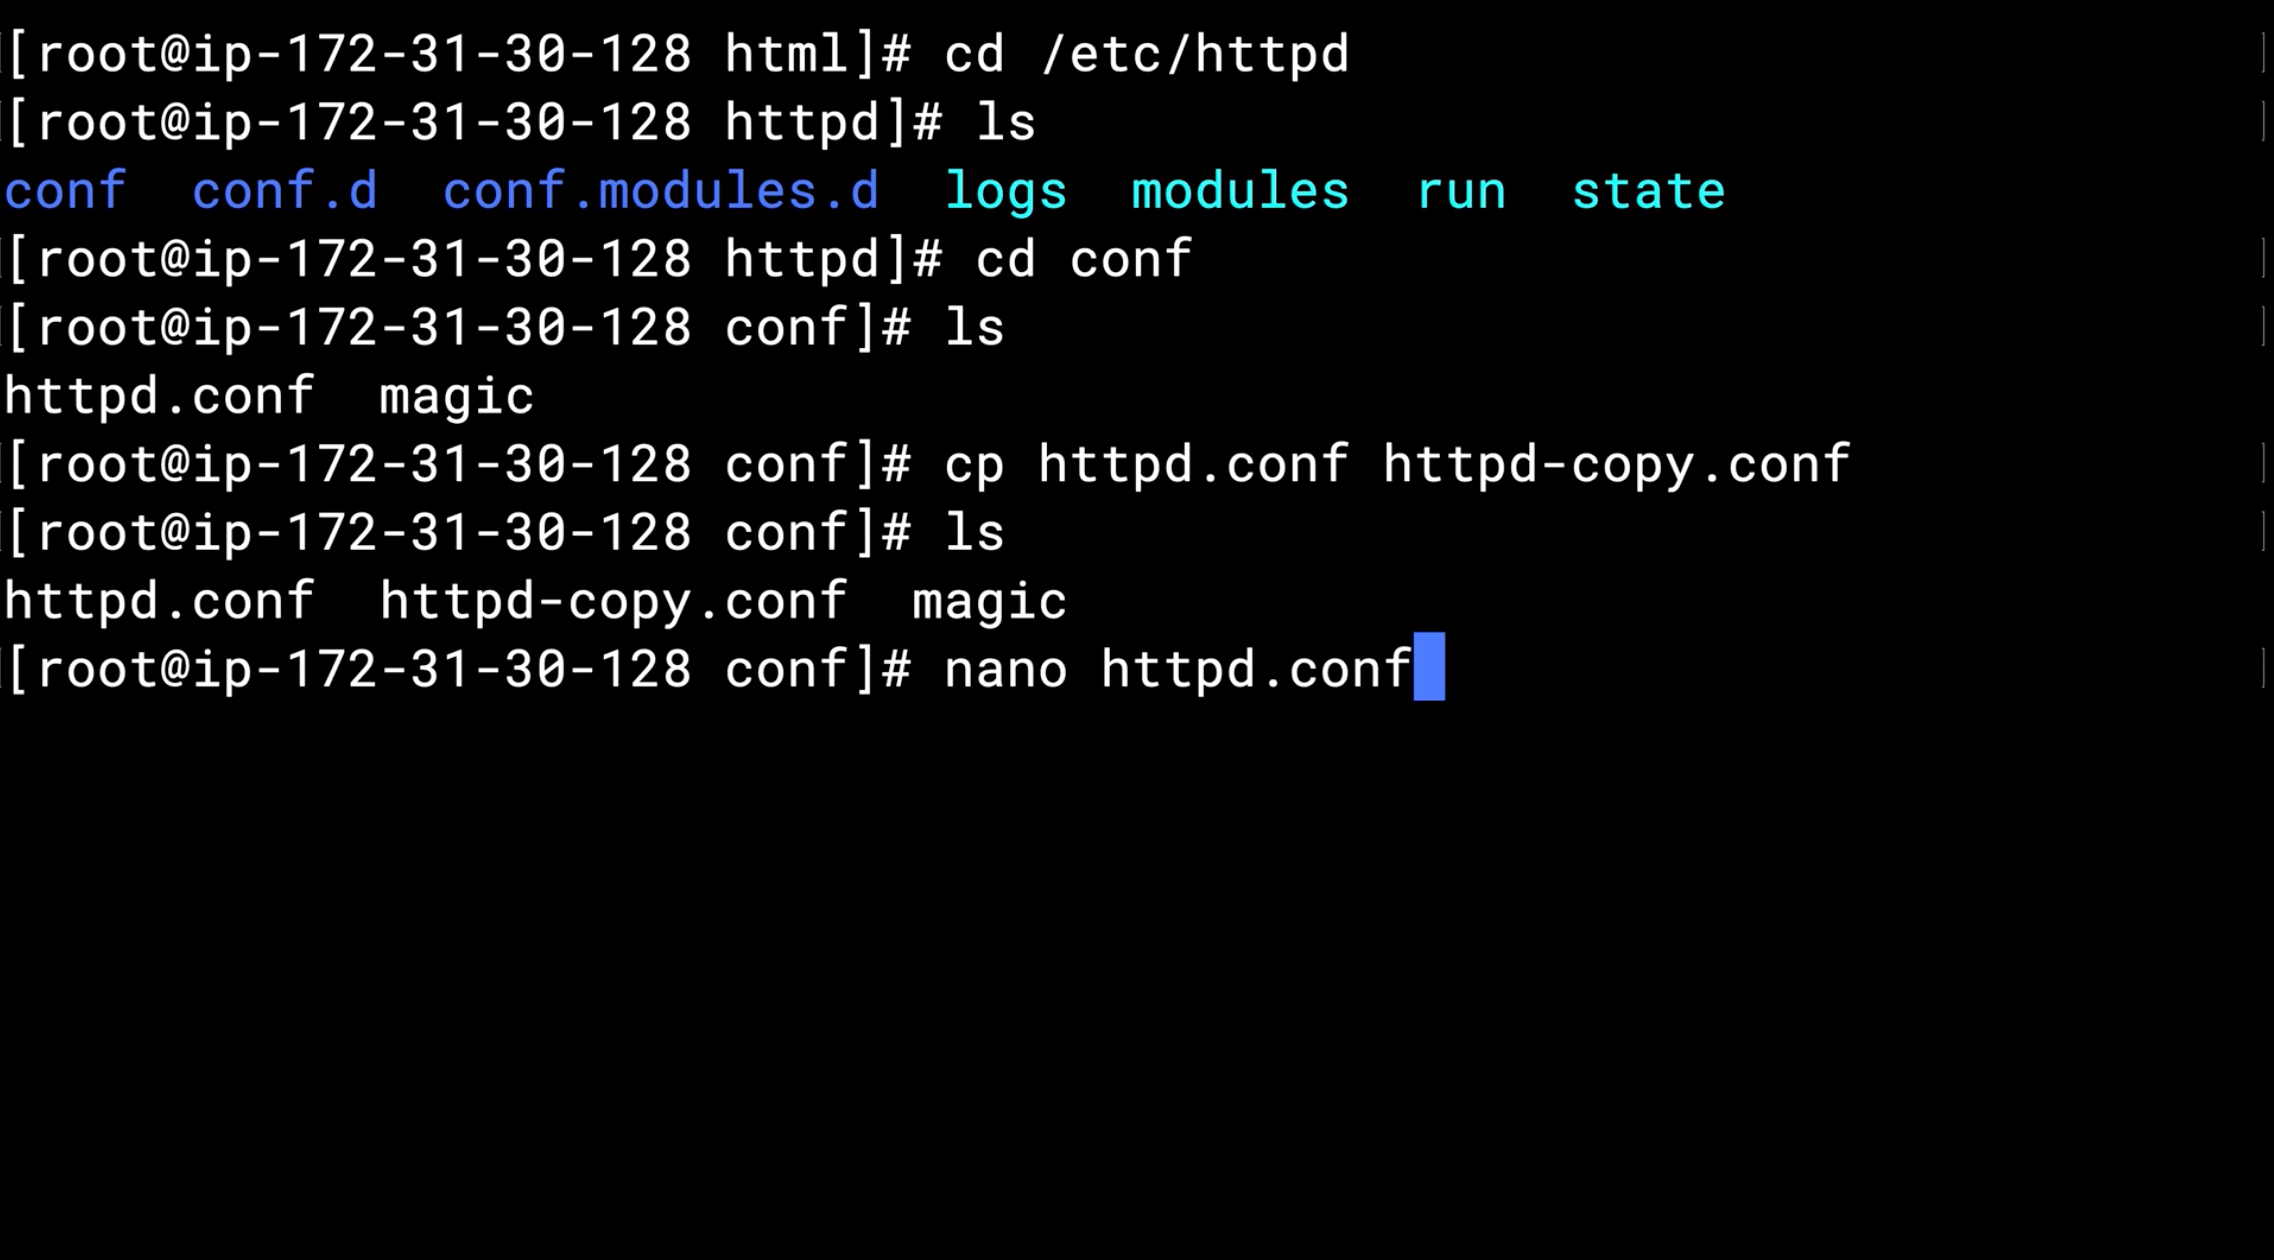 [root@ip-172-31-30-128 html]# cd /etc/httpd
[root@ip-172-31-30-128 httpd]# ls
conf  conf.d  conf.modules.d  logs  modules  run  state
[root@ip-172-31-30-128 httpd]# cd conf
[root@ip-172-31-30-128 conf]# ls
httpd.conf  magic
[root@ip-172-31-30-128 conf]# cp httpd.conf httpd-copy.conf
[root@ip-172-31-30-128 conf]# ls
httpd.conf  httpd-copy.conf  magic
[root@ip-172-31-30-128 conf]# nano httpd.conf